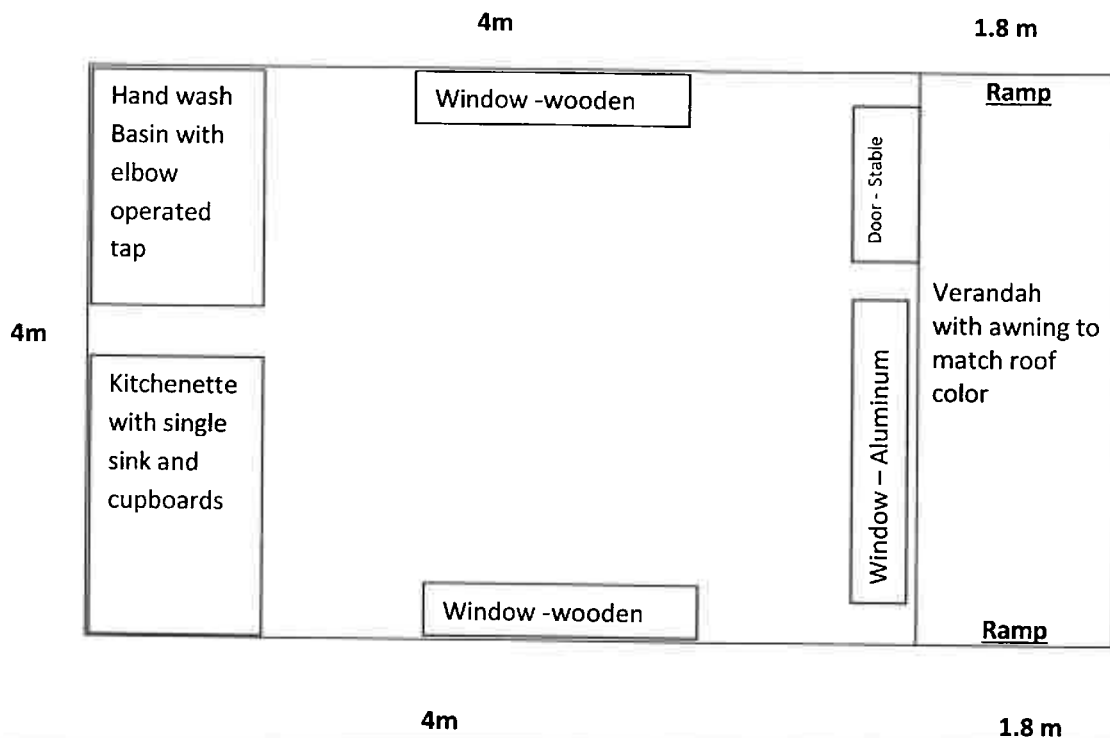 4m
1.8 m
Hand wash
Basin with
elbow
operated
tap
Window -wooden
Ramp
Door - Stable
4m
Verandah
with awning to
match roof
color
Kitchenette
with single
sink and
cupboards
Window – Aluminum
Window -wooden
Ramp
4m
1.8 m